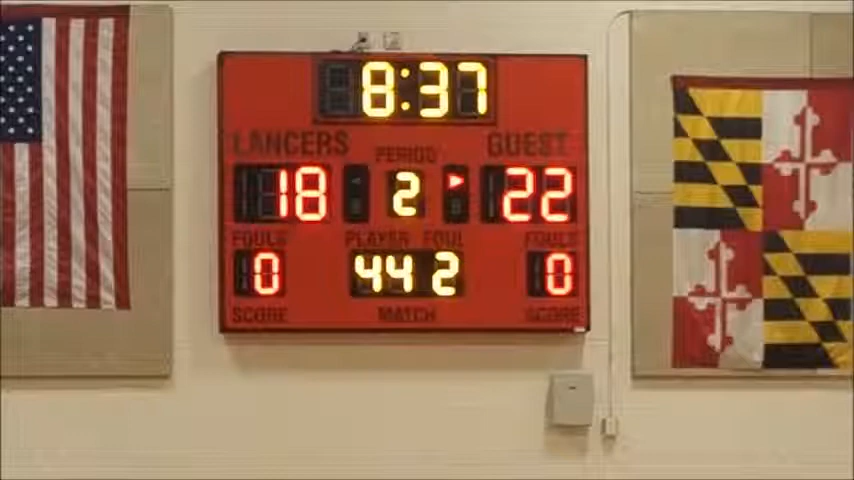 8:37
LANCERS PERIOD GUEST
18 2 22
FOULS PLAYER FOUL FOULS
0 44 2 0
SCORE MATCH SCORE